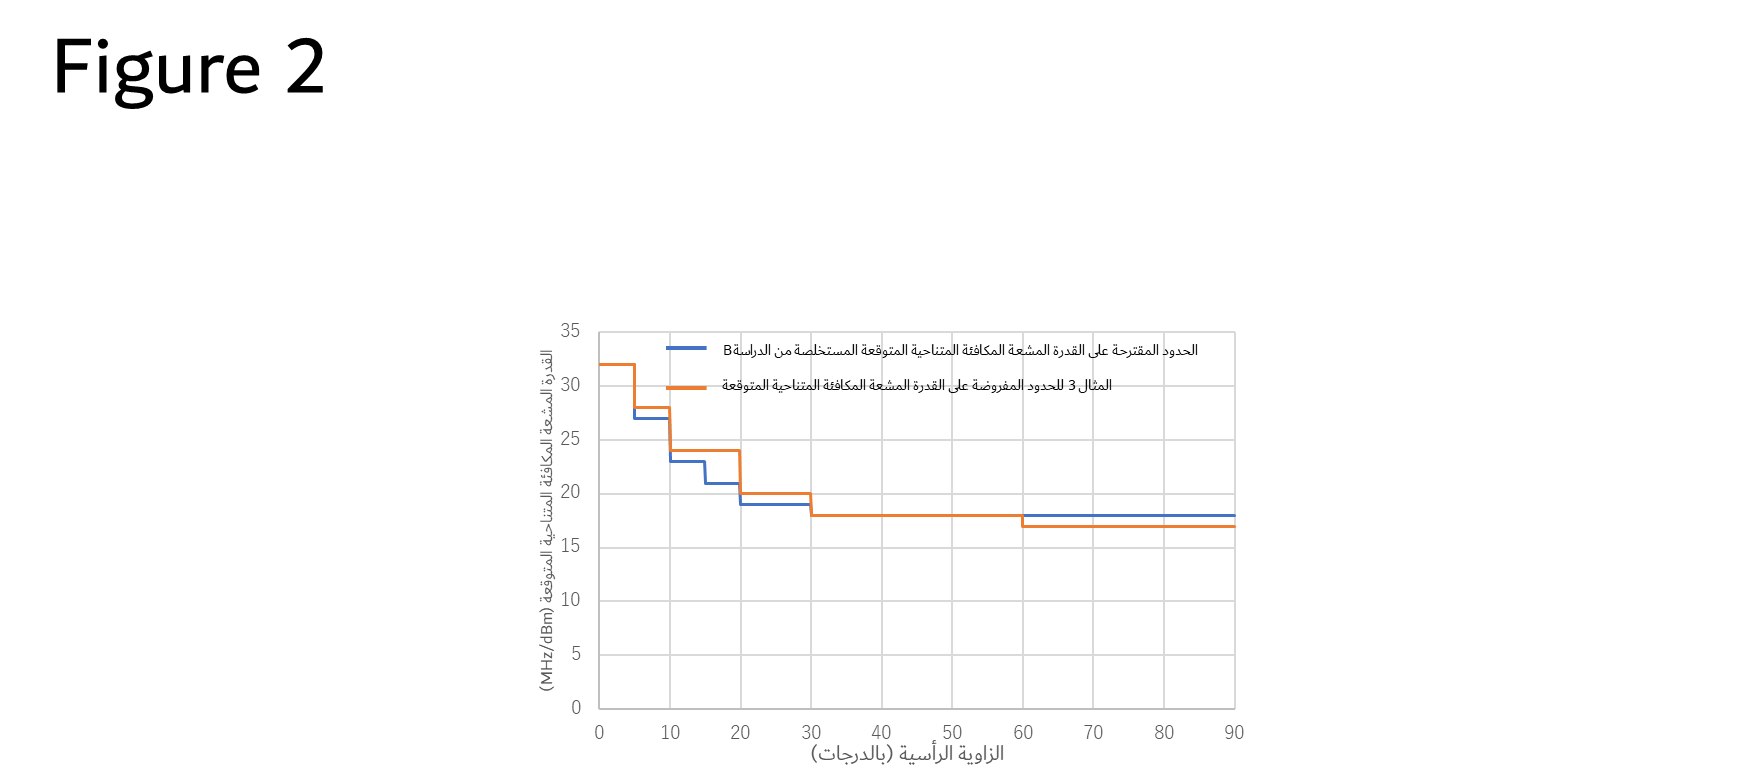 Figure 2
الحدود المقترحة على القدرة المشعة المكافئة المتناحية المتوقعة المستخلصة من الدراسة B
المثال 3 للحدود المفروضة على القدرة المشعة المكافئة المتناحية المتوقعة
القدرة المشعة المكافئة المتناحية المتوقعة (MHz/dBm)
35
30
25
20
15
10
5
0
0 10 20 30 40 50 60 70 80 90
الزاوية الرأسية (بالدرجات)